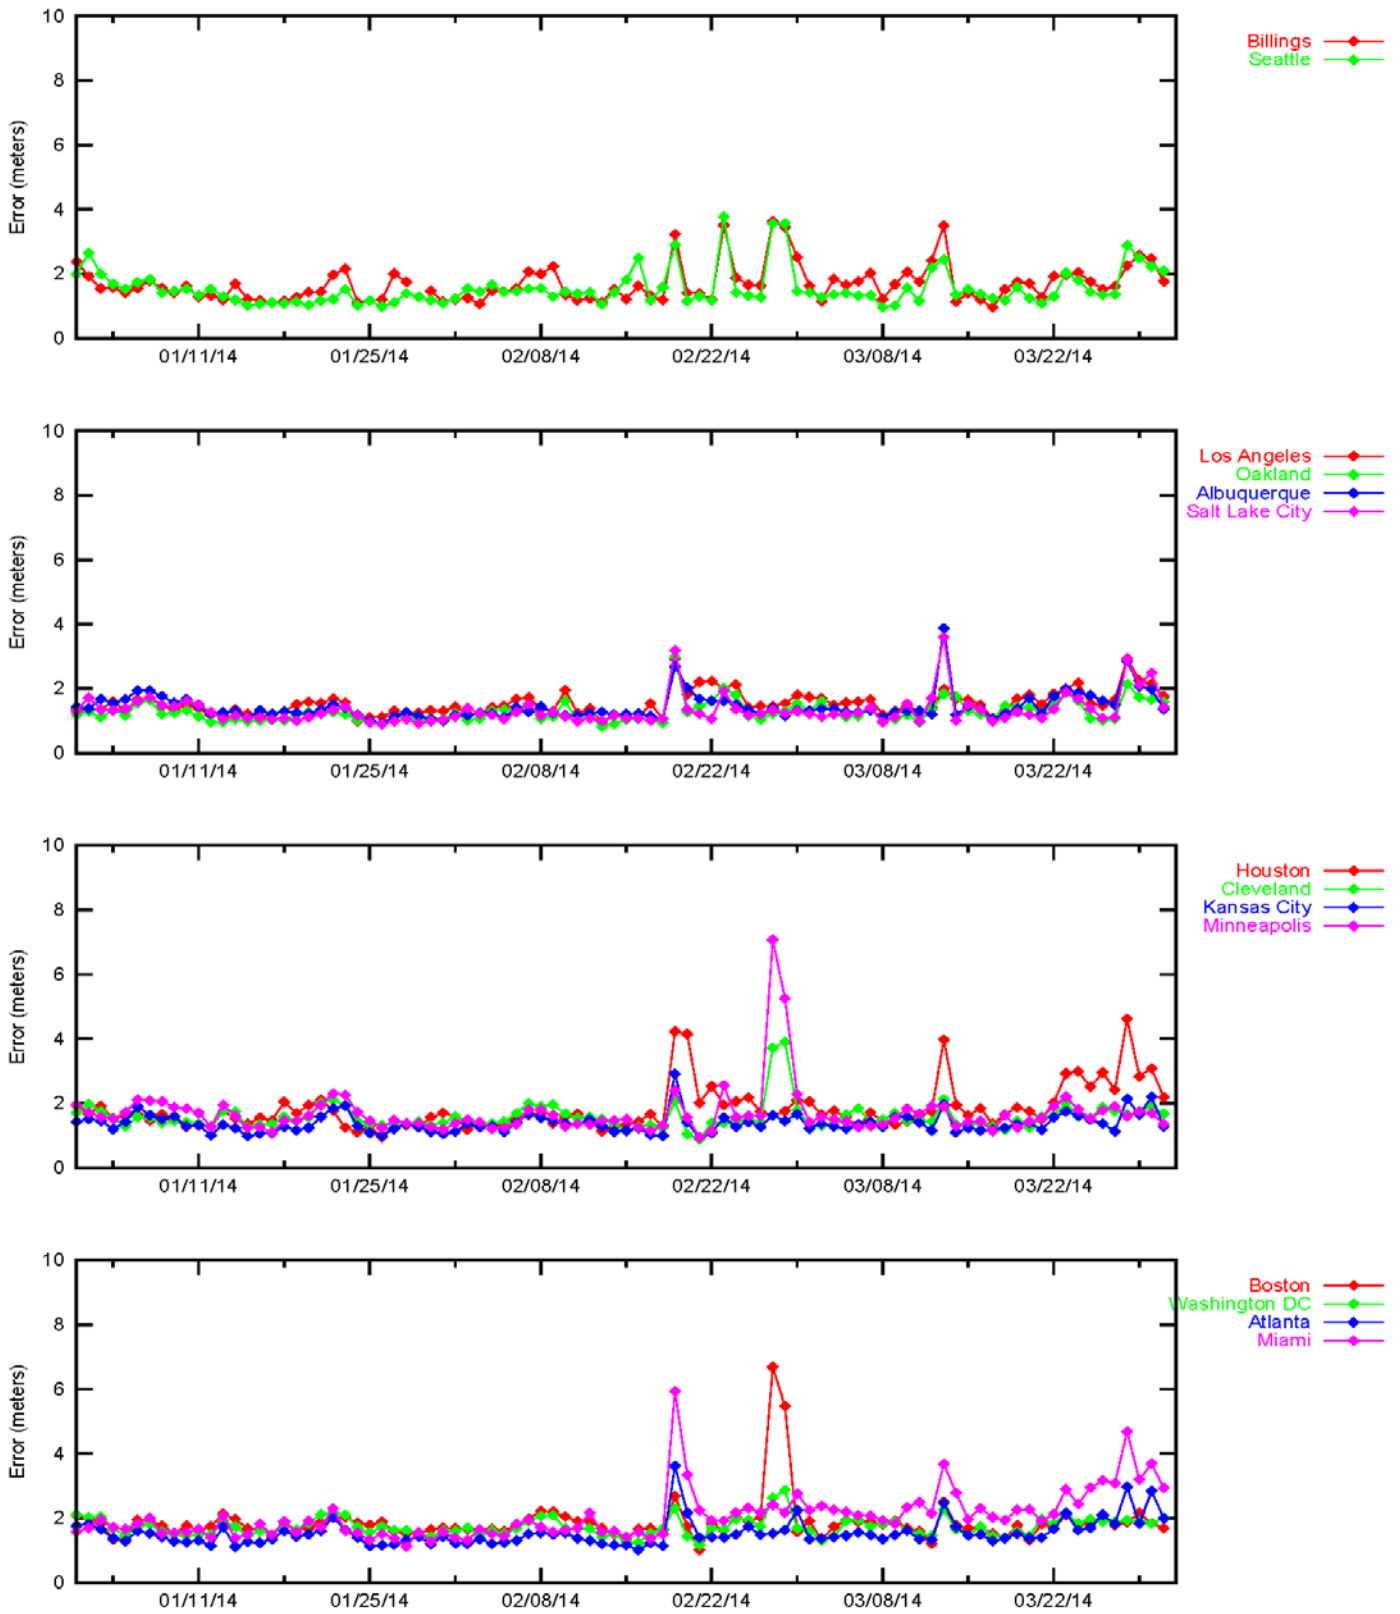 10
Billings
Seattle
8
6
Error (meters)
4
2
0
01/11/14 01/25/14 02/08/14 02/22/14 03/08/14 03/22/14
10
Los Angeles
Oakland
Albuquerque
Salt Lake City
8
6
Error (meters)
4
2
0
01/11/14 01/25/14 02/08/14 02/22/14 03/08/14 03/22/14
10
Houston
Cleveland
Kansas City
Minneapolis
8
6
Error (meters)
4
2
0
01/11/14 01/25/14 02/08/14 02/22/14 03/08/14 03/22/14
10
Boston
Washington DC
Atlanta
Miami
8
6
Error (meters)
4
2
0
01/11/14 01/25/14 02/08/14 02/22/14 03/08/14 03/22/14